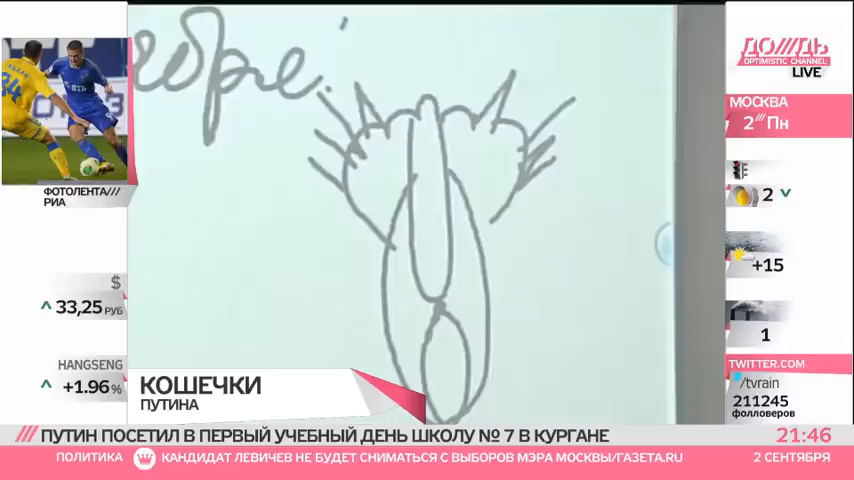 ДОЖДЬ
OPTIMISTIC CHANNEL
LIVE
МОСКВА
2 Пн
34
ФОТОЛЕНТА///
РИА
2
$
33,25 РУБ
+15
1
HANGSENG
+1.96 %
КОШЕЧКИ
ПУТИНА
TWITTER.COM
/tvrain
211245
фолловеров
/// ПУТИН ПОСЕТИЛ В ПЕРВЫЙ УЧЕБНЫЙ ДЕНЬ ШКОЛУ № 7 В КУРГАНЕ
21:46
ПОЛИТИКА
КАНДИДАТ ЛЕВИЧЕВ НЕ БУДЕТ СНИМАТЬСЯ С ВЫБОРОВ МЭРА МОСКВЫ/ГАЗЕТА.RU
2 СЕНТЯБРЯ